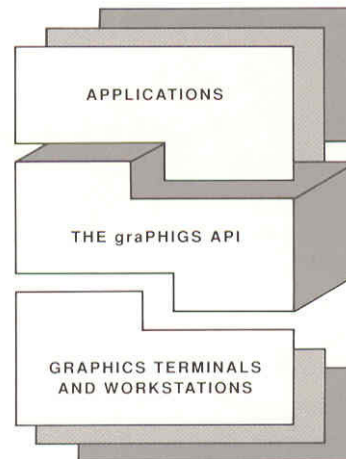 APPLICATIONS
THE graPHIGS API
GRAPHICS TERMINALS
AND WORKSTATIONS